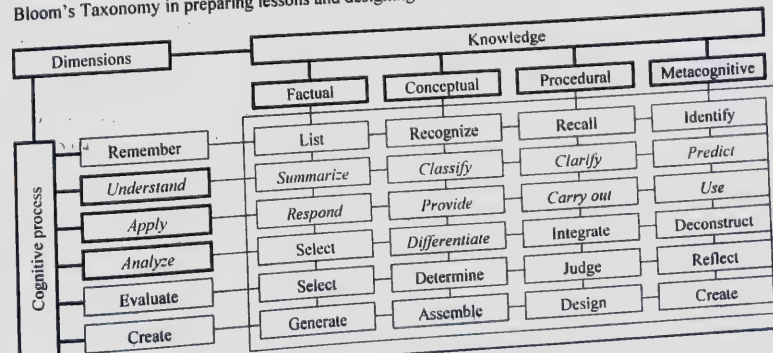 Bloom's Taxonomy in preparing lessons and designing
Dimensions
Knowledge
Factual Conceptual Procedural Metacognitive
Cognitive process
Remember List Recognize Recall Identify
Understand Summarize Classify Clarify Predict
Apply Respond Provide Carry out Use
Analyze Select Differentiate Integrate Deconstruct
Evaluate Select Determine Judge Reflect
Create Generate Assemble Design Create